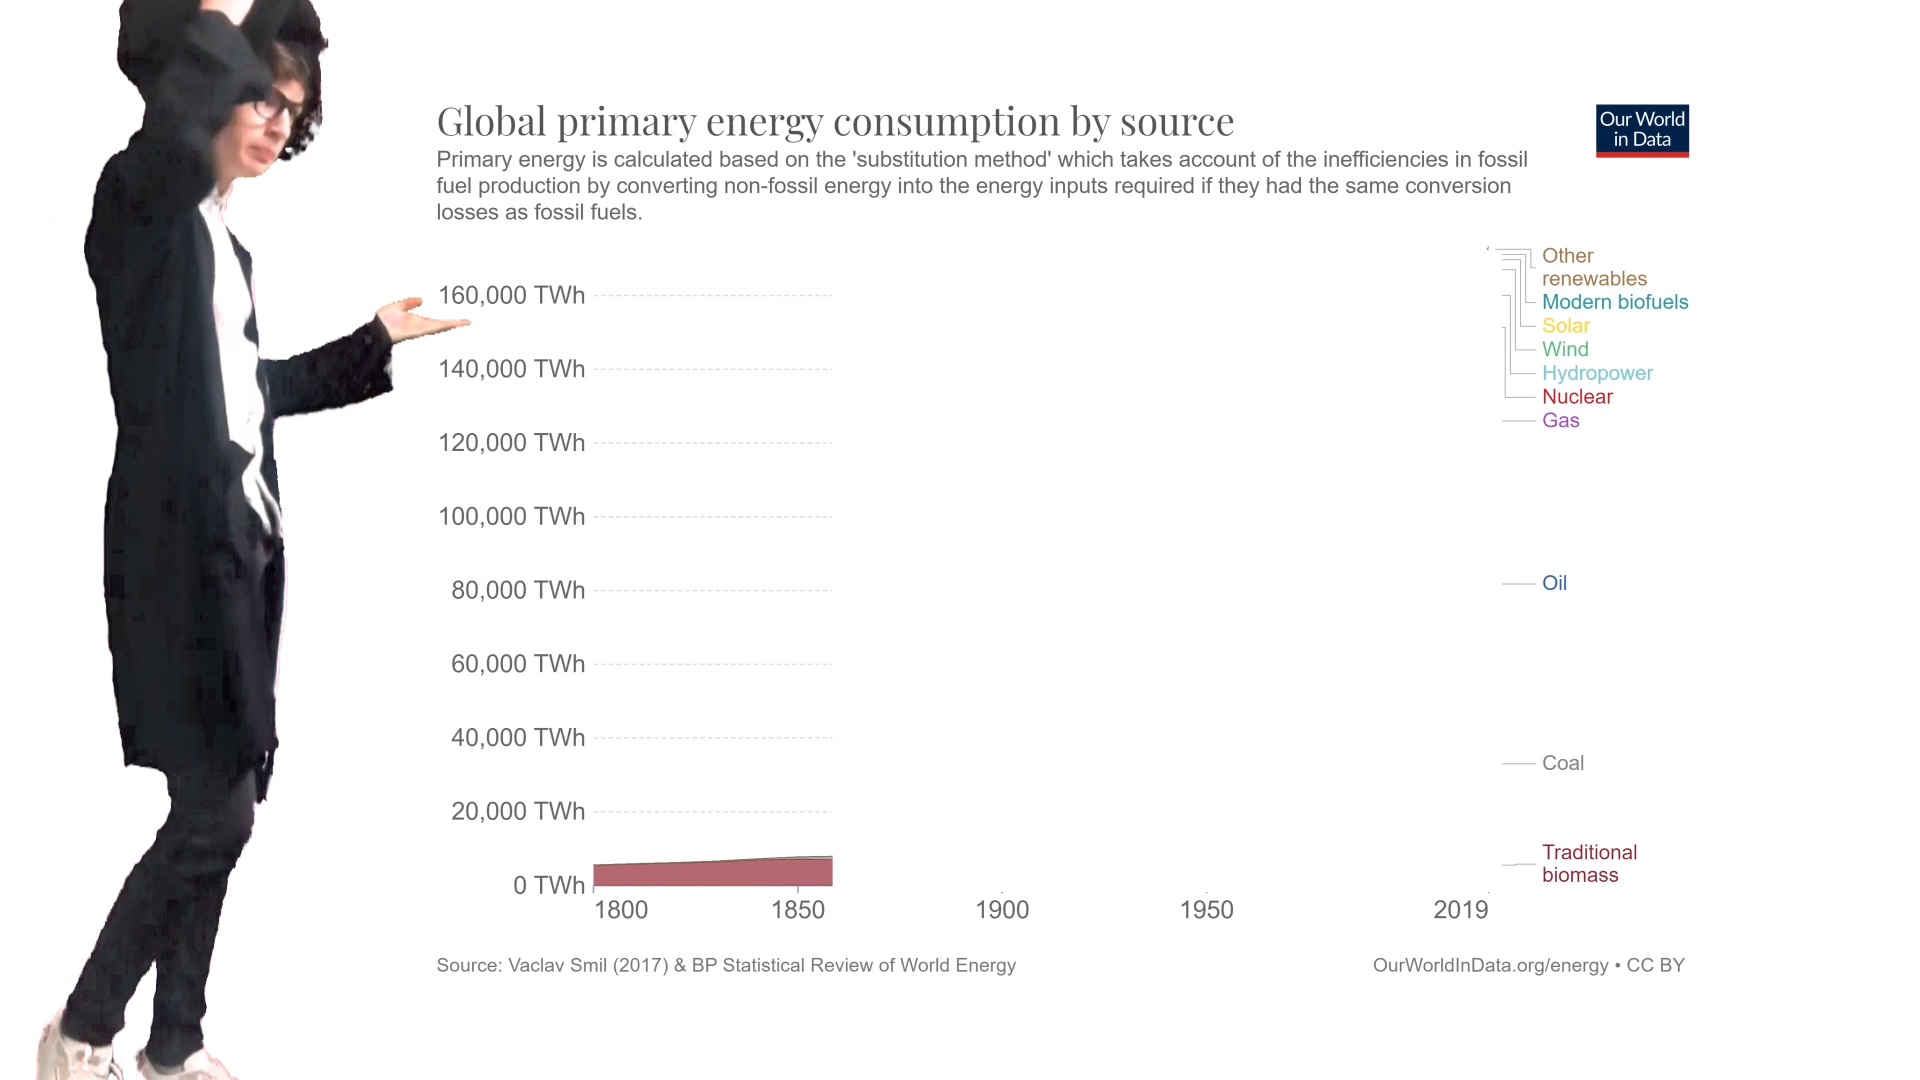 Global primary energy consumption by source
Our World
in Data
Primary energy is calculated based on the 'substitution method' which takes account of the inefficiencies in fossil
fuel production by converting non-fossil energy into the energy inputs required if they had the same conversion
losses as fossil fuels.
160,000 TWh
140,000 TWh
120,000 TWh
100,000 TWh
80,000 TWh
60,000 TWh
40,000 TWh
20,000 TWh
0 TWh
1800
1850
1900
1950
2019
Other
renewables
Modern biofuels
Solar
Wind
Hydropower
Nuclear
Gas
Oil
Coal
Traditional
biomass
Source: Vaclav Smil (2017) & BP Statistical Review of World Energy
OurWorldInData.org/energy • CC BY